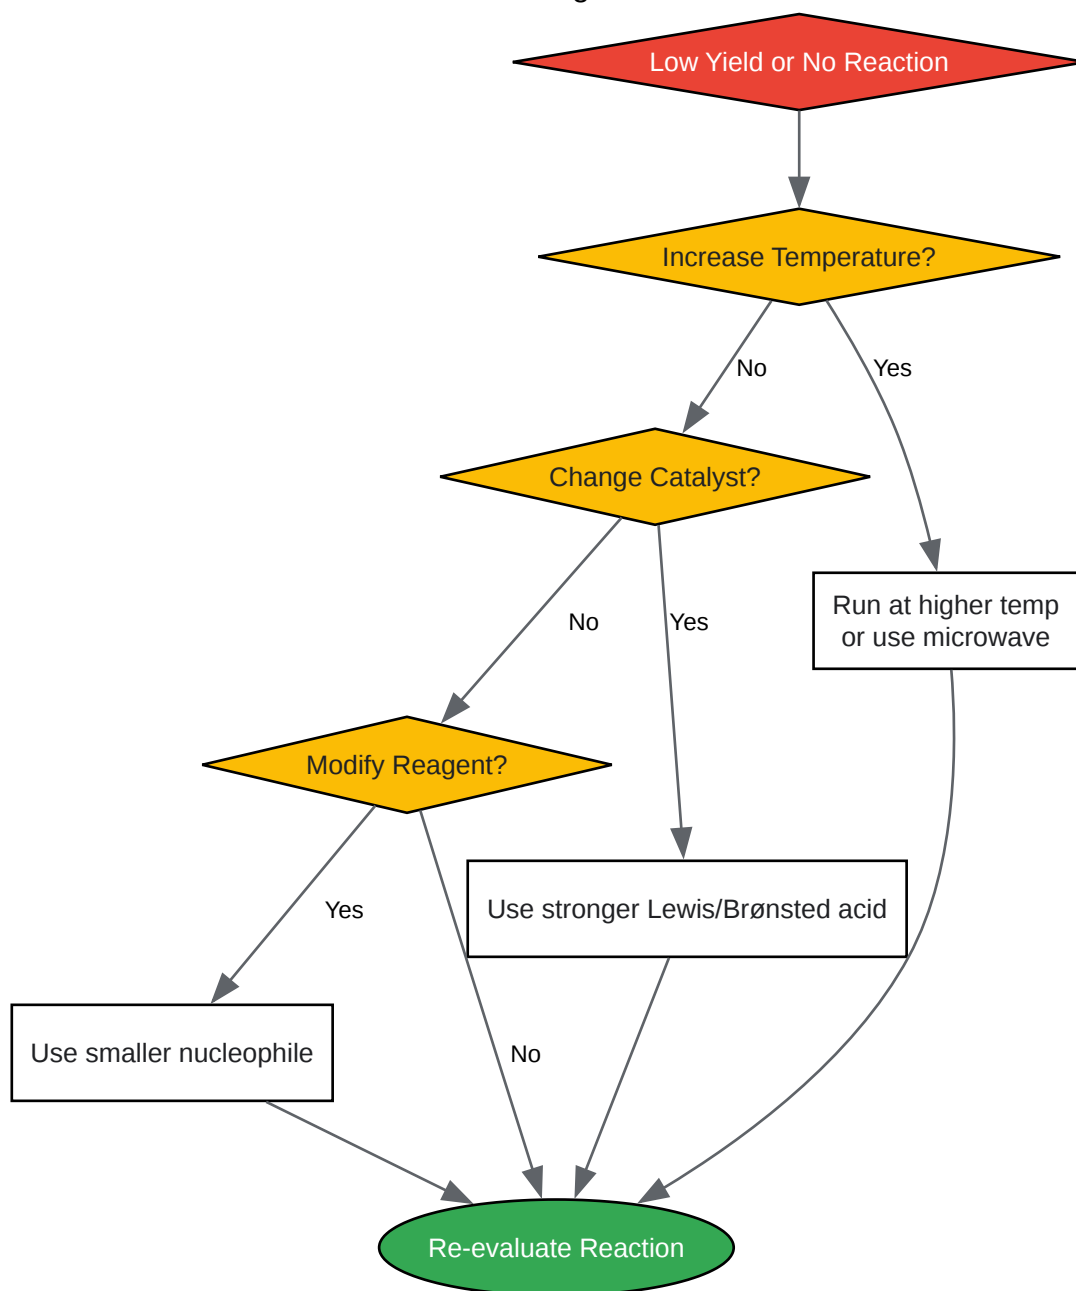 Low Yield or No Reaction
Increase Temperature?
No
Yes
Change Catalyst?
Run at higher temp
or use microwave
No
Yes
Modify Reagent?
Use stronger Lewis/Brønsted acid
Yes
Use smaller nucleophile
No
Re-evaluate Reaction